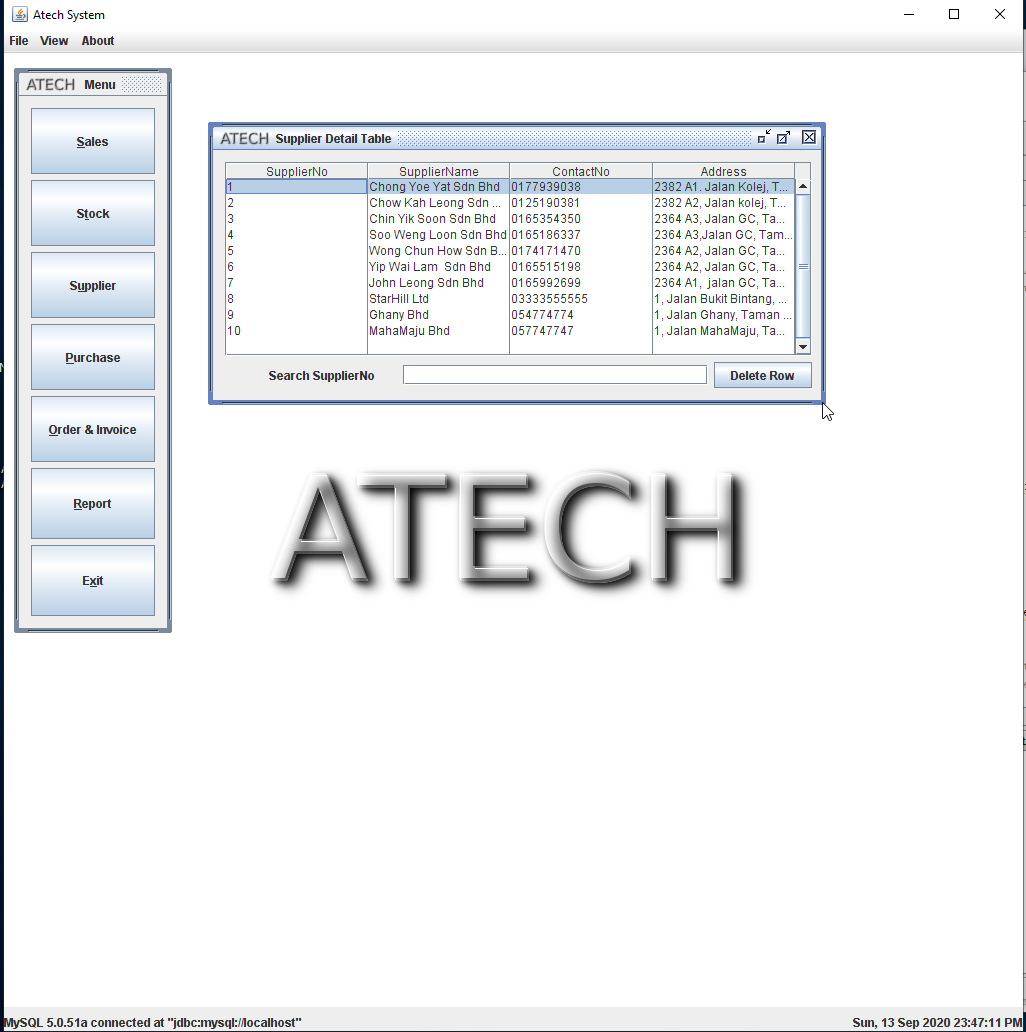 Atech System
File View About
ATECH Menu
Sales
Stock
Supplier
Purchase
Order & Invoice
Report
Exit
ATECH Supplier Detail Table
SupplierNo SupplierName ContactNo Address
1 Chong Yoe Yat Sdn Bhd 0177939038 2382 A1. Jalan Kolej, T...
2 Chow Kah Leong Sdn ... 0125190381 2382 A2, Jalan kolej, T...
3 Chin Yik Soon Sdn Bhd 0165354350 2364 A3, Jalan GC, Ta...
4 Soo Weng Loon Sdn Bhd 0165186337 2364 A3,Jalan GC, Tam...
5 Wong Chun How Sdn B... 0174171470 2364 A2, Jalan GC, Ta...
6 Yip Wai Lam  Sdn Bhd 0165515198 2364 A2, Jalan GC, Ta...
7 John Leong Sdn Bhd 0165992699 2364 A1,  jalan GC, Ta...
8 StarHill Ltd 03333555555 1, Jalan Bukit Bintang, ...
9 Ghany Bhd 054774774 1, Jalan Ghany, Taman ...
10 MahaMaju Bhd 057747747 1, Jalan MahaMaju, Ta...
Search SupplierNo Delete Row
ATECH
MySQL 5.0.51a connected at "jdbc:mysql://localhost" Sun, 13 Sep 2020 23:47:11 PM